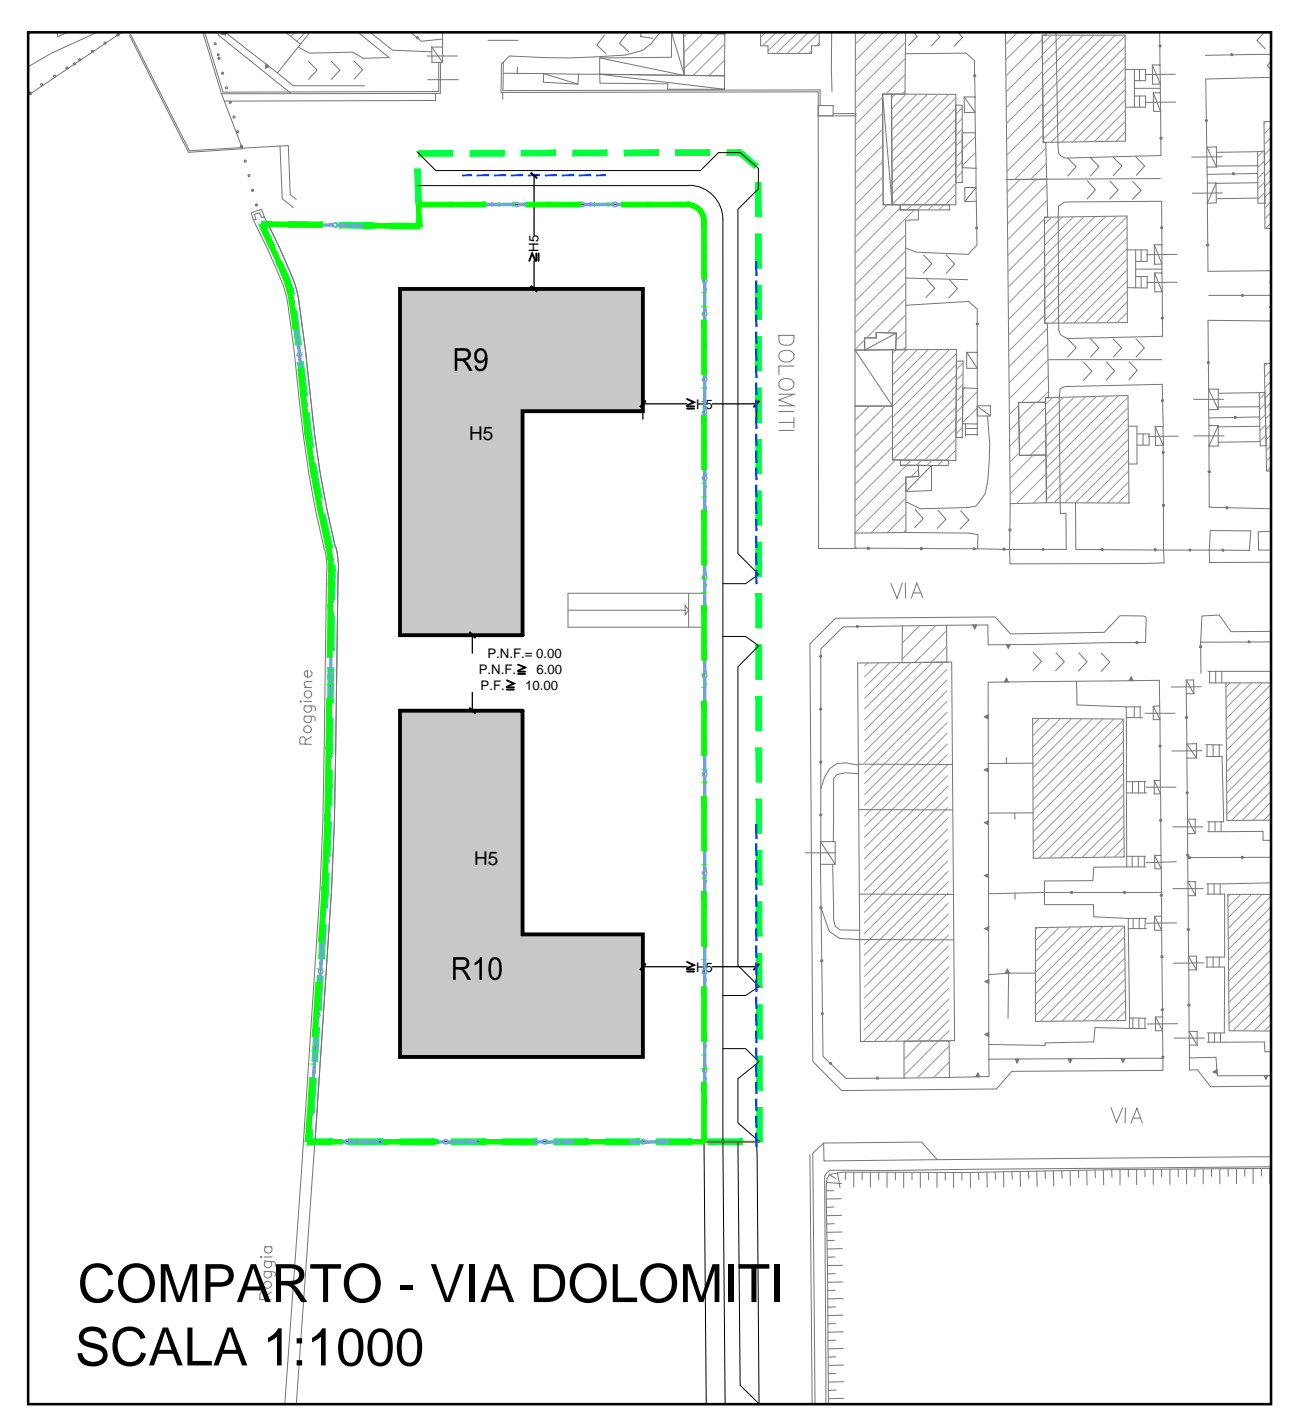 ≧H5
R9
DOLOMITI
≧H5
H5
VIA
P.N.F.= 0.00
P.N.F.≧ 6.00
P.F.≧ 10.00
Roggione
H5
R10
≧H5
VIA
Roggia
COMPARTO - VIA DOLOMITI
SCALA 1:1000